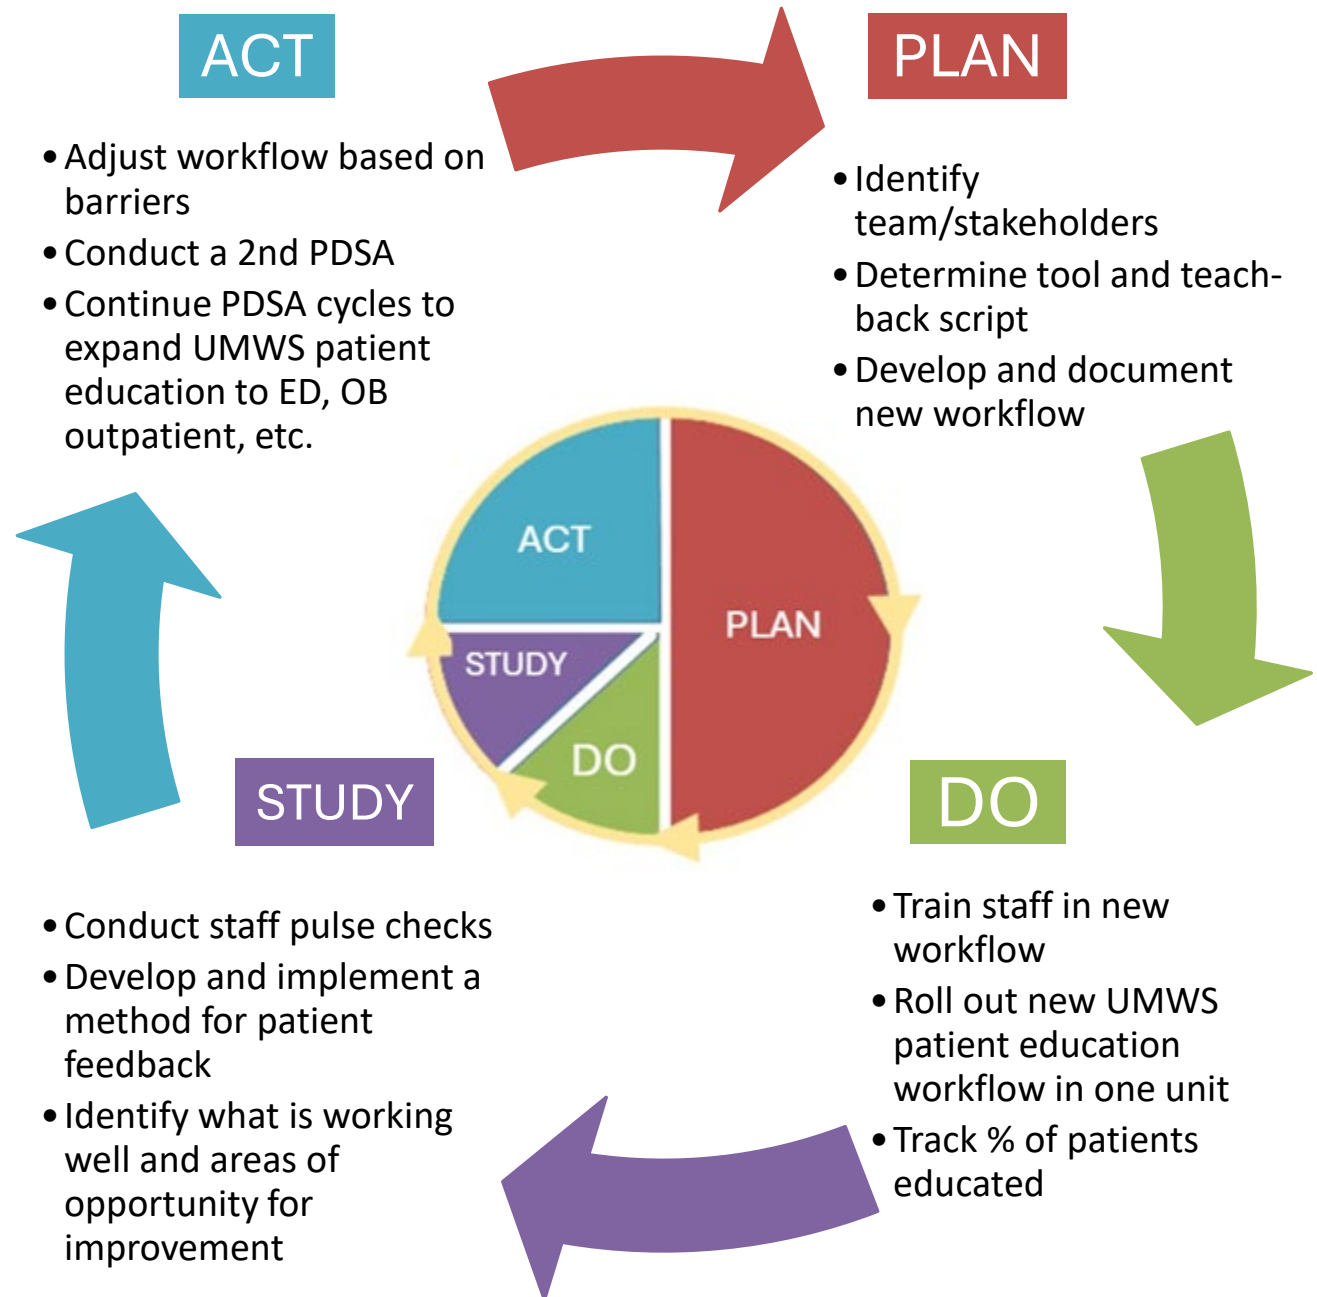 ACT
• Adjust workflow based on
barriers
• Conduct a 2nd PDSA
• Continue PDSA cycles to
expand UMWS patient
education to ED, OB
outpatient, etc.
PLAN
• Identify
team/stakeholders
• Determine tool and teach-
back script
• Develop and document
new workflow
ACT
PLAN
STUDY
DO
STUDY
• Conduct staff pulse checks
• Develop and implement a
method for patient
feedback
• Identify what is working
well and areas of
opportunity for
improvement
DO
• Train staff in new
workflow
• Roll out new UMWS
patient education
workflow in one unit
• Track % of patients
educated